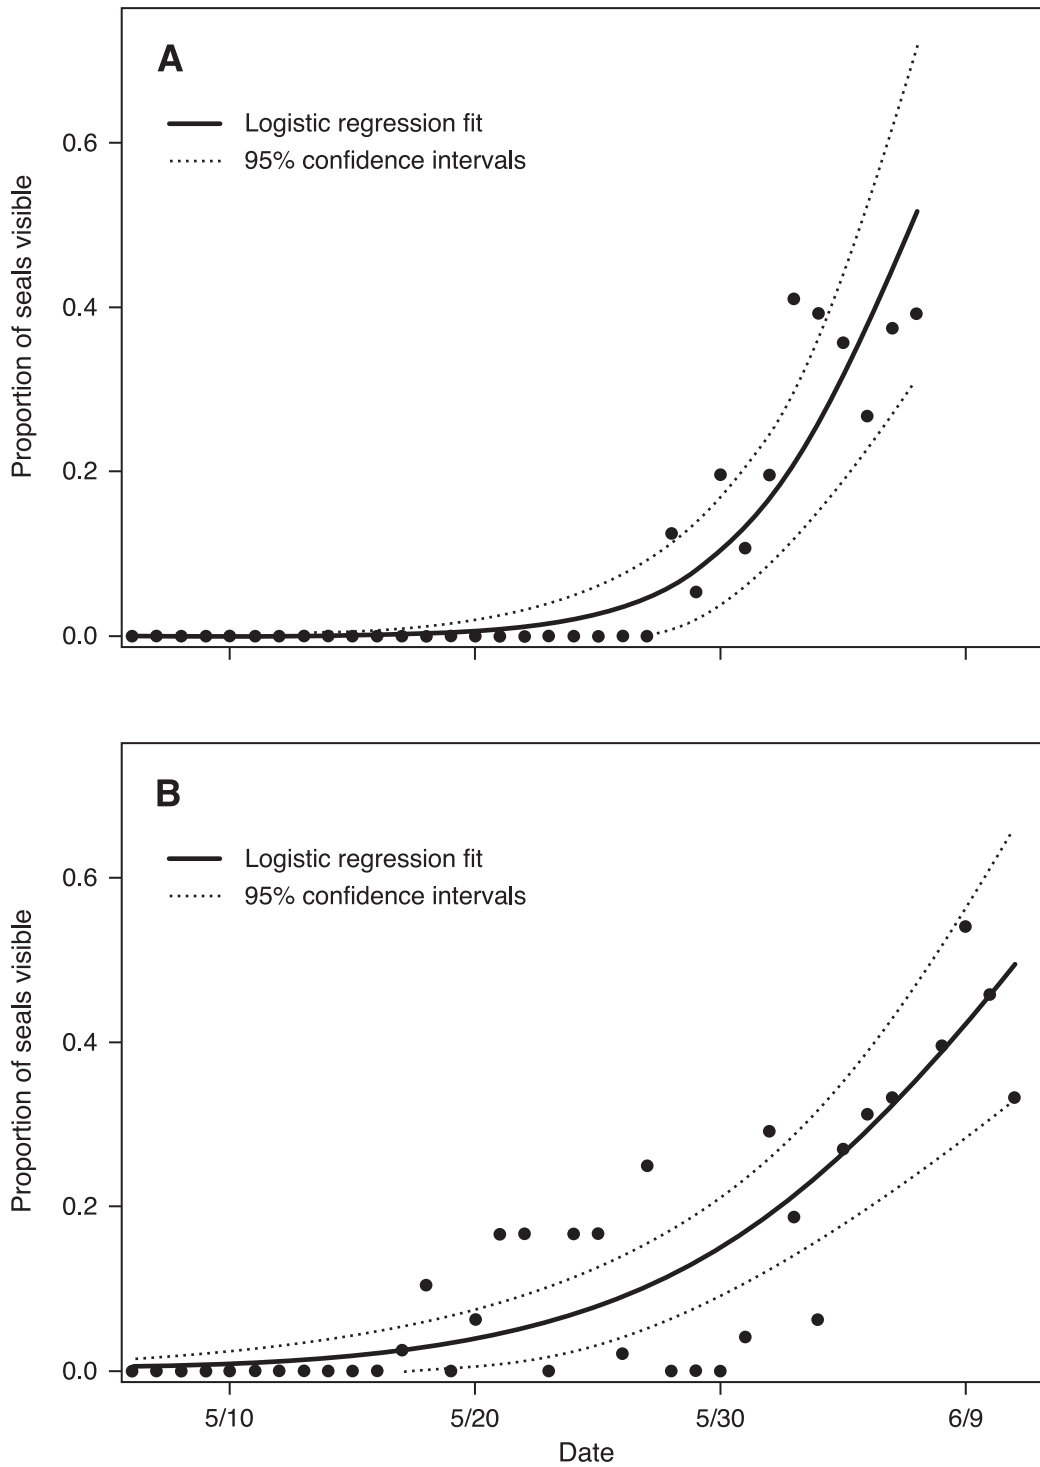 A
Logistic regression fit
95% confidence intervals
Proportion of seals visible
0.6
0.4
0.2
0.0
B
Logistic regression fit
95% confidence intervals
Proportion of seals visible
0.6
0.4
0.2
0.0
5/10 5/20 5/30 6/9
Date